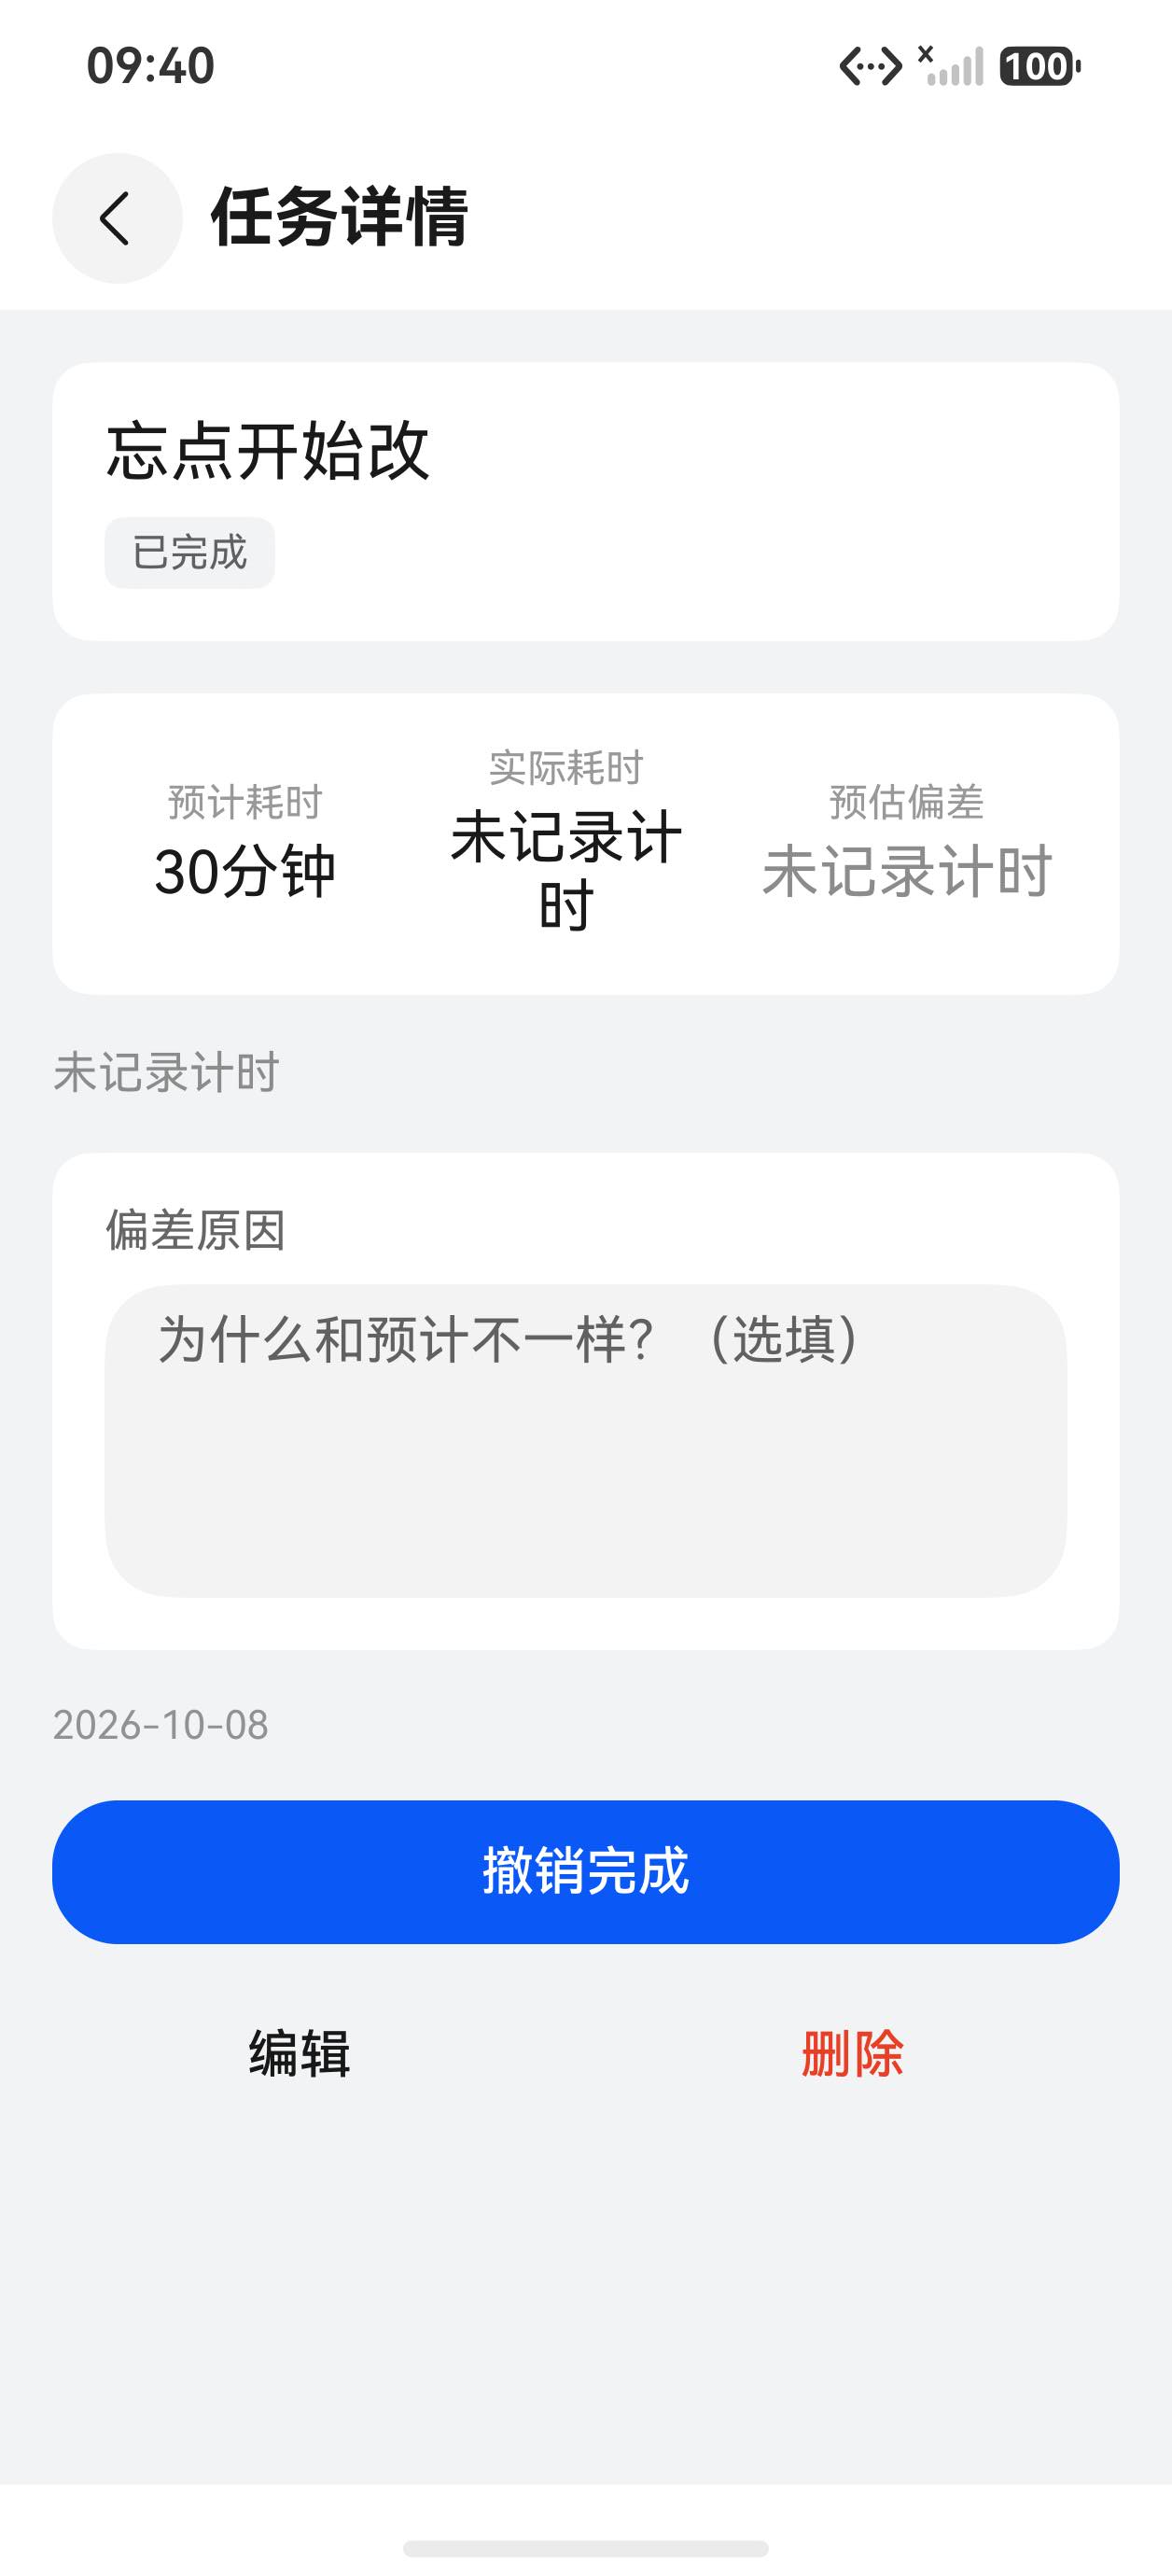 09:40
100
任务详情
忘点开始改
已完成
预计耗时
30分钟
实际耗时
未记录计
时
预估偏差
未记录计时
未记录计时
偏差原因
为什么和预计不一样？（选填）
2026-10-08
撤销完成
编辑
删除